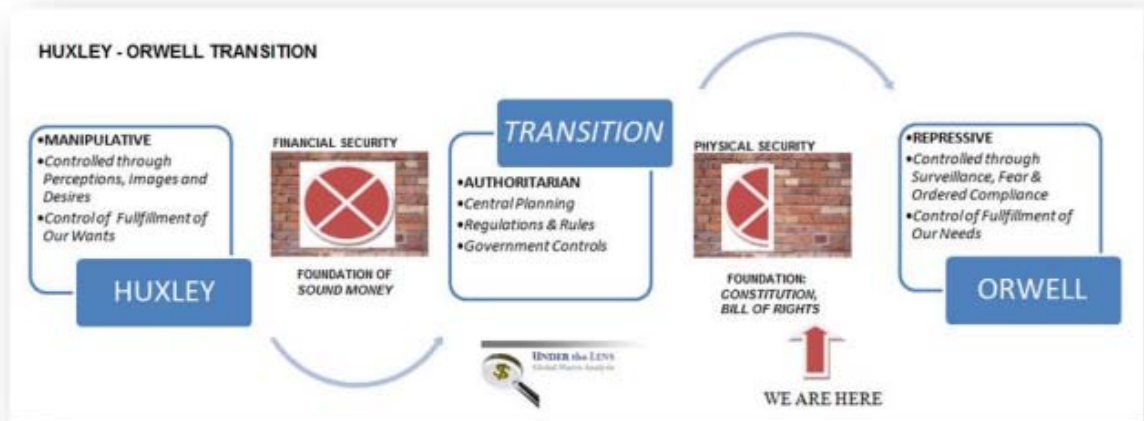 HUXLEY - ORWELL TRANSITION
•MANIPULATIVE
•Controlled through
Perceptions, Images and
Desires
•Control of Fullfillment of
Our Wants
HUXLEY
FINANCIAL SECURITY
FOUNDATION OF
SOUND MONEY
TRANSITION
•AUTHORITARIAN
•Central Planning
•Regulations & Rules
•Government Controls
UNDER the LENS
Global Macro Analysis
PHYSICAL SECURITY
FOUNDATION:
CONSTITUTION,
BILL OF RIGHTS
WE ARE HERE
•REPRESSIVE
•Controlled through
Surveillance, Fear &
Ordered Compliance
•Control of Fullfillment of
Our Needs
ORWELL